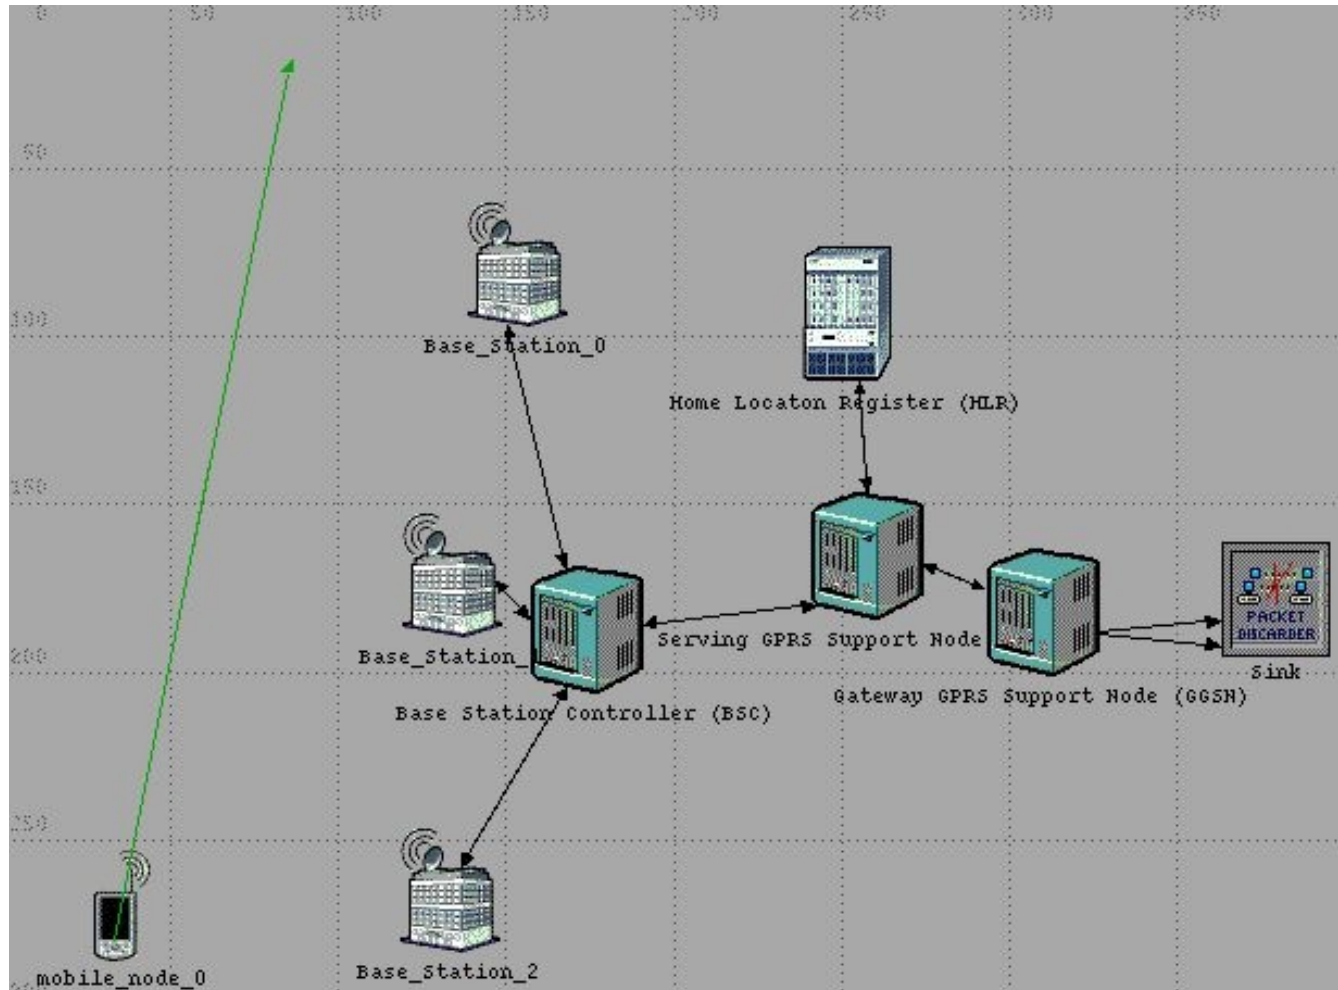 0 50 100 150 200 250 300 350
50
Base_Station_0
100
Home Locaton Register (HLR)
150
PACKET
DISCARDER
Serving GPRS Support Node
Base_Station_
200
Sink
Gateway GPRS Support Node (GGSN)
Base Station Controller (BSC)
250
Base_Station_2
mobile_node_0